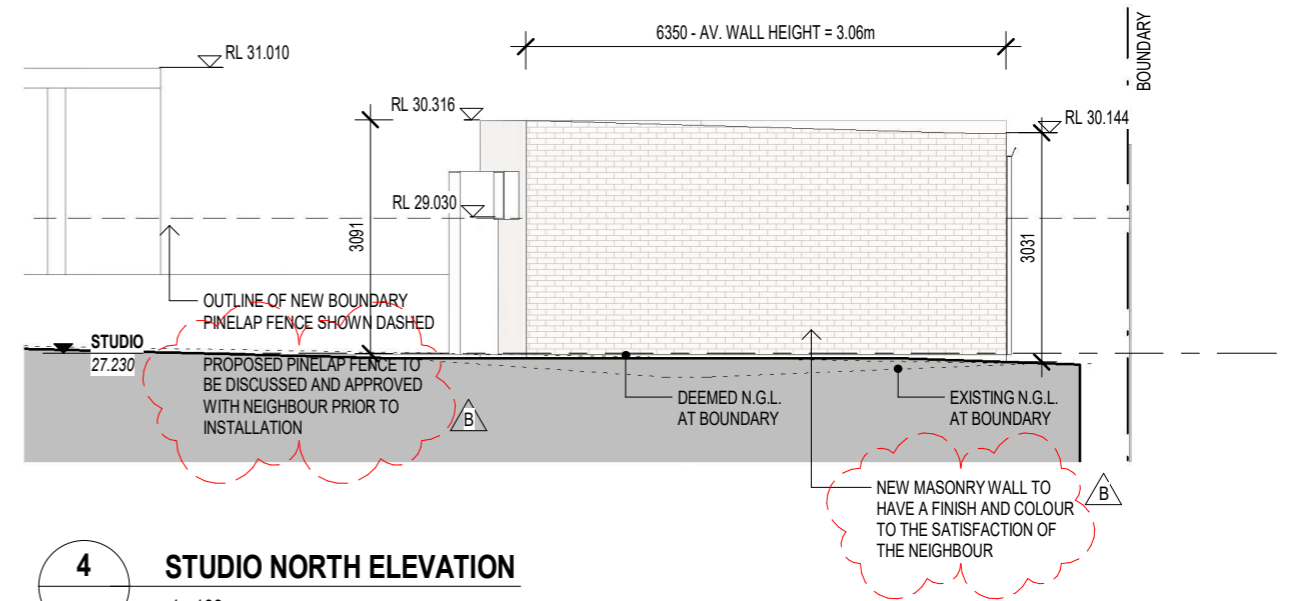 6350 - AV. WALL HEIGHT = 3.06m
BOUNDARY
RL 31.010
RL 30.316
RL 30.144
RL 29.030
3091
3031
OUTLINE OF NEW BOUNDARY
PINELAP FENCE SHOWN DASHED
STUDIO
27.230
PROPOSED PINELAP FENCE TO
BE DISCUSSED AND APPROVED
WITH NEIGHBOUR PRIOR TO
INSTALLATION
B
DEEMED N.G.L.
AT BOUNDARY
EXISTING N.G.L.
AT BOUNDARY
NEW MASONRY WALL TO
HAVE A FINISH AND COLOUR
TO THE SATISFACTION OF
THE NEIGHBOUR
B
4
STUDIO NORTH ELEVATION